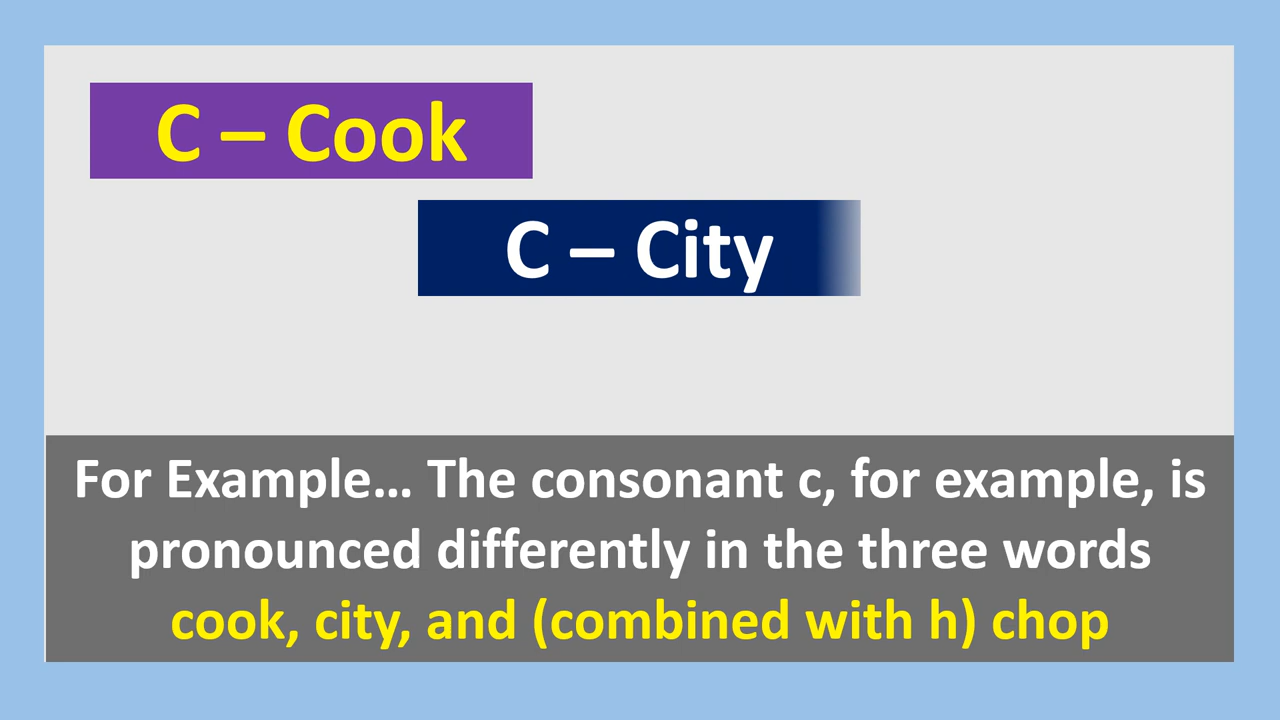 C – Cook
C – City
For Example... The consonant c, for example, is
pronounced differently in the three words
cook, city, and (combined with h) chop